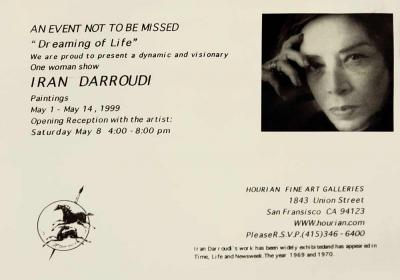 AN EVENT NOT TO BE MISSED
"Dreaming of Life"
We are proud to present a dynamic and visionary
One woman show
IRAN DARROUDI
Paintings
May 1 - May 14, 1999
Opening Reception with the artist:
Saturday May 8 4:00 - 8:00 pm
HOURIAN FINE ART GALLERIES
1843 Union Street
San Fransisco CA 94123
WWW.hourian.com
Please R.S.V.P.(415)346 - 6400
Iran Darroudi's work has been widely exhibitedand has appeared in
Time, Life and Newsweek. The year 1969 and 1970.